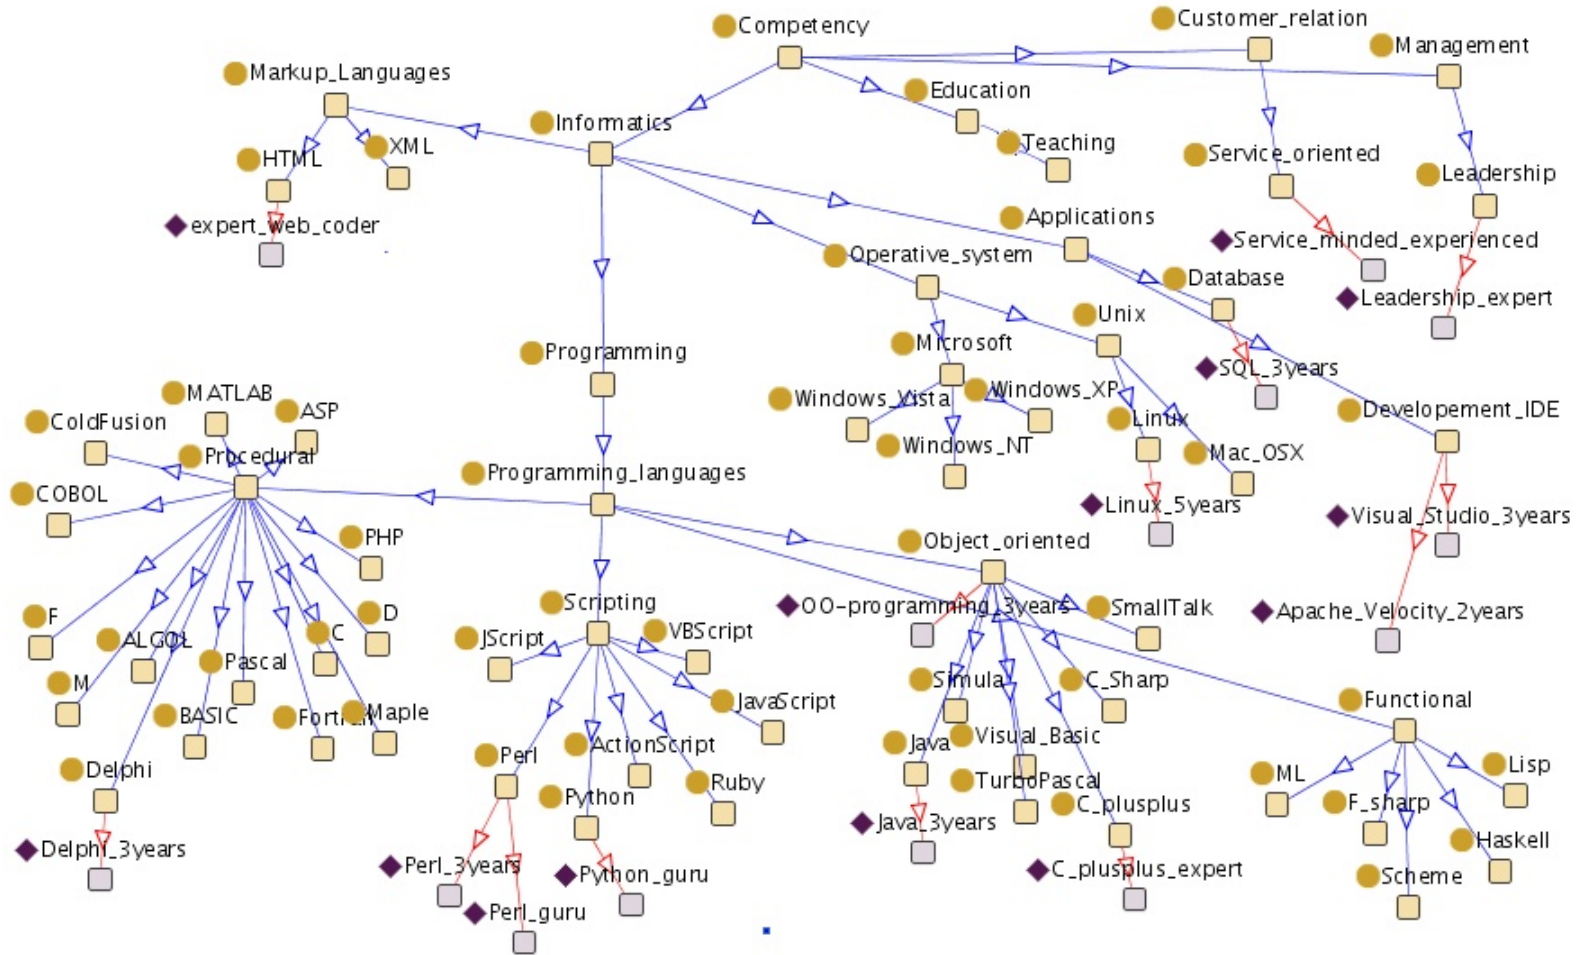 Customer_relation
Competency
Management
Markup_Languages
Education
Informatics
Teaching
HTML
XML
Service_oriented
Leadership
expert_web_coder
Applications
Service_minded_experienced
Operative_system
Database
Leadership_expert
Unix
Programming
Microsoft
SQL_3years
MATLAB
Windows_Vista
Windows_XP
ASP
ColdFusion
Developement_IDE
Linux
Procedural
Windows_NT
Mac_OSX
Programming_languages
COBOL
Linux_5years
Visual_Studio_3years
PHP
Object_oriented
Scripting
OO-programming_3years
SmallTalk
Apache_Velocity_2years
F
D
ALGOL
C
JScript
VBScript
Pascal
M
Simula
C_Sharp
JavaScript
Functional
BASIC
Fortran
Maple
Java
Visual_Basic
ActionScript
Perl
Delphi
Ruby
TurboPascal
ML
Lisp
Python
C_plusplus
F_sharp
Java_3years
Haskell
Delphi_3years
Perl_3years
Python_guru
C_plusplus_expert
Scheme
Perl_guru